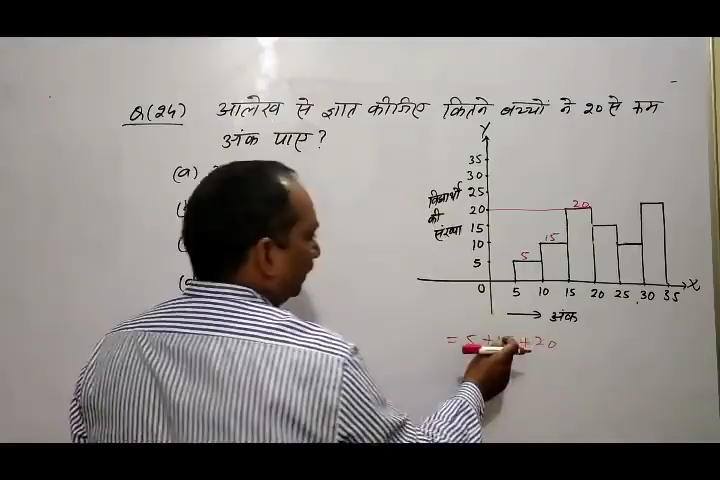 Q(24) आलेख से ज्ञात कीजिए कितने बच्चों ने 20 से कम
अंक पाए?
(a)
Y
35
30
25
20
15
10
5
0
विद्यार्थी
की
संख्या
5
15
20
5 10 15 20 25 30 35
X
→ अंक
= 5 + + 20